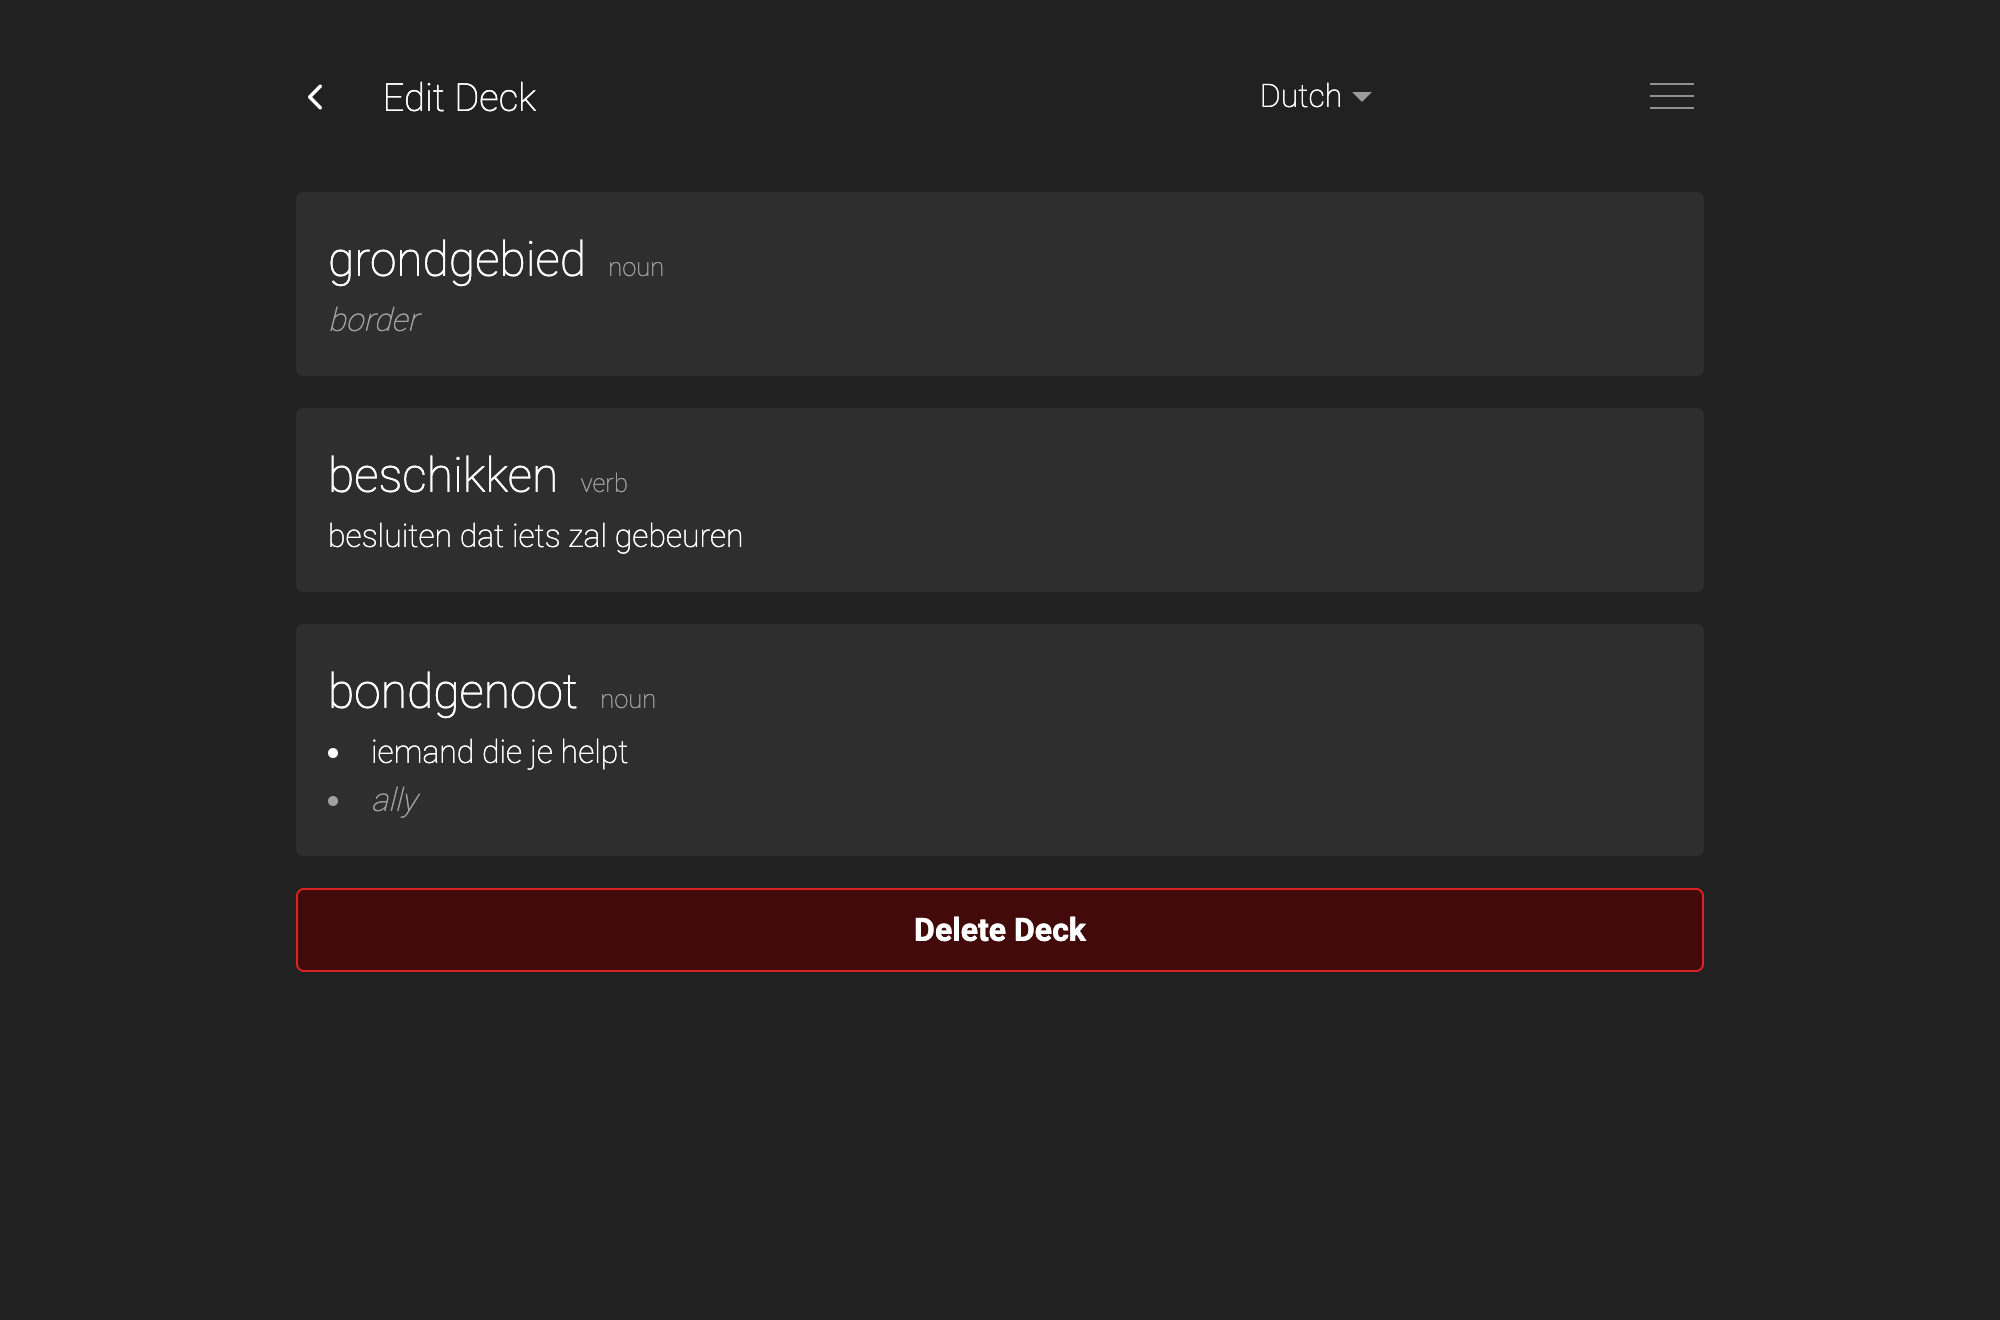 Edit Deck
Dutch
grondgebied noun
border
beschikken verb
besluiten dat iets zal gebeuren
bondgenoot noun
iemand die je helpt
ally
Delete Deck